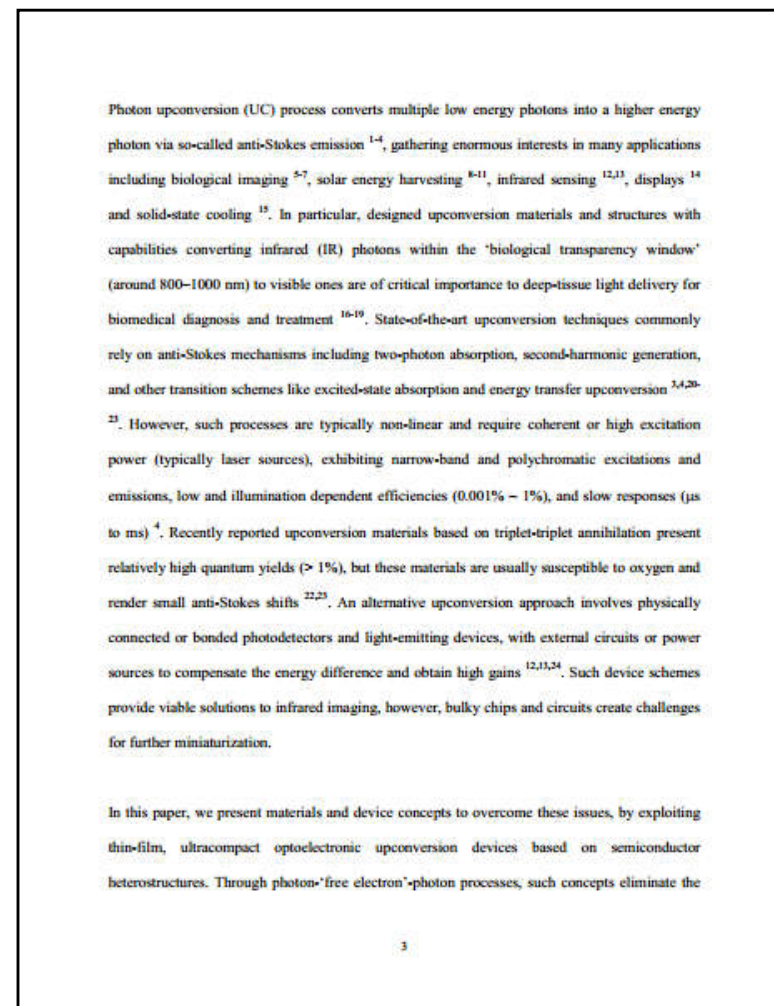 Photon upconversion (UC) process converts multiple low energy photons into a higher energy
photon via so-called anti-Stokes emission 1-4, gathering enormous interests in many applications
including biological imaging 5-7, solar energy harvesting 8-11, infrared sensing 12,13, displays 14
and solid-state cooling 15. In particular, designed upconversion materials and structures with
capabilities converting infrared (IR) photons within the 'biological transparency window'
(around 800–1000 nm) to visible ones are of critical importance to deep-tissue light delivery for
biomedical diagnosis and treatment 16-19. State-of-the-art upconversion techniques commonly
rely on anti-Stokes mechanisms including two-photon absorption, second-harmonic generation,
and other transition schemes like excited-state absorption and energy transfer upconversion 3,4,20-
23. However, such processes are typically non-linear and require coherent or high excitation
power (typically laser sources), exhibiting narrow-band and polychromatic excitations and
emissions, low and illumination dependent efficiencies (0.001% – 1%), and slow responses (μs
to ms) 4. Recently reported upconversion materials based on triplet-triplet annihilation present
relatively high quantum yields (> 1%), but these materials are usually susceptible to oxygen and
render small anti-Stokes shifts 22,23. An alternative upconversion approach involves physically
connected or bonded photodetectors and light-emitting devices, with external circuits or power
sources to compensate the energy difference and obtain high gains 12,13,24. Such device schemes
provide viable solutions to infrared imaging, however, bulky chips and circuits create challenges
for further miniaturization.
In this paper, we present materials and device concepts to overcome these issues, by exploiting
thin-film, ultracompact optoelectronic upconversion devices based on semiconductor
heterostructures. Through photon-'free electron'-photon processes, such concepts eliminate the
3